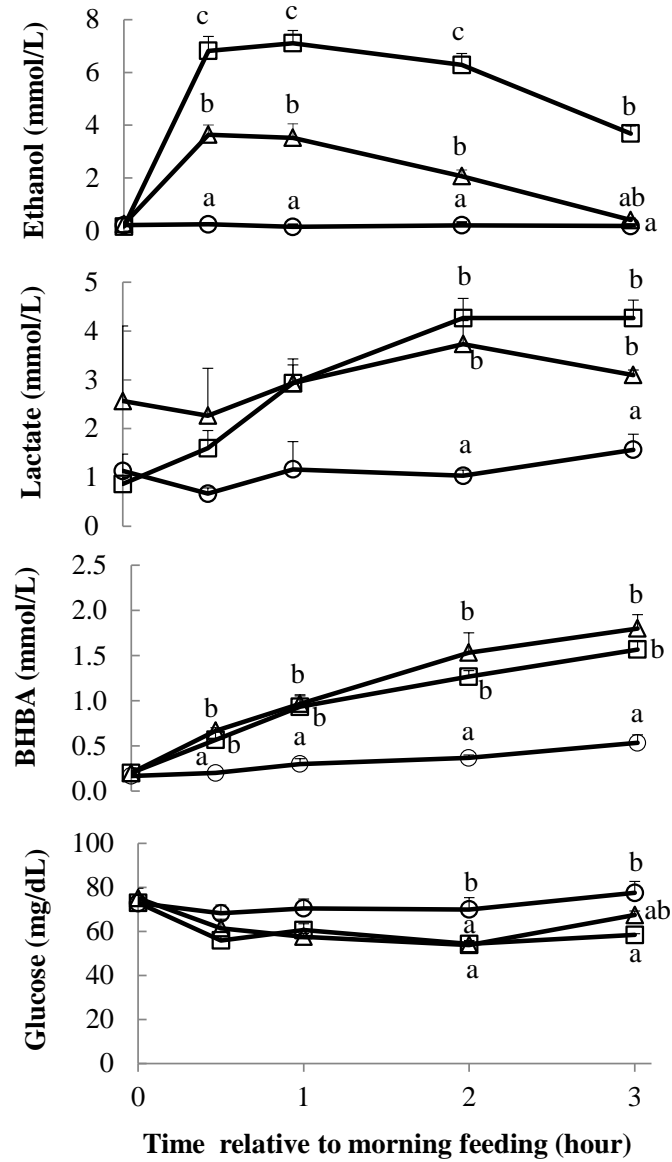 Ethanol (mmol/L)
8
6
4
2
0
c
c
c
b
b
b
b
ab
a
a
a
a
Lactate (mmol/L)
5
4
3
2
1
0
b
b
b
b
a
a
BHBA (mmol/L)
2.5
2.0
1.5
1.0
0.5
0.0
b
b
b
b
b
b
b
b
a
a
a
a
Glucose (mg/dL)
100
80
60
40
20
0
b
b
a
ab
a
a
0 1 2 3
Time relative to morning feeding (hour)